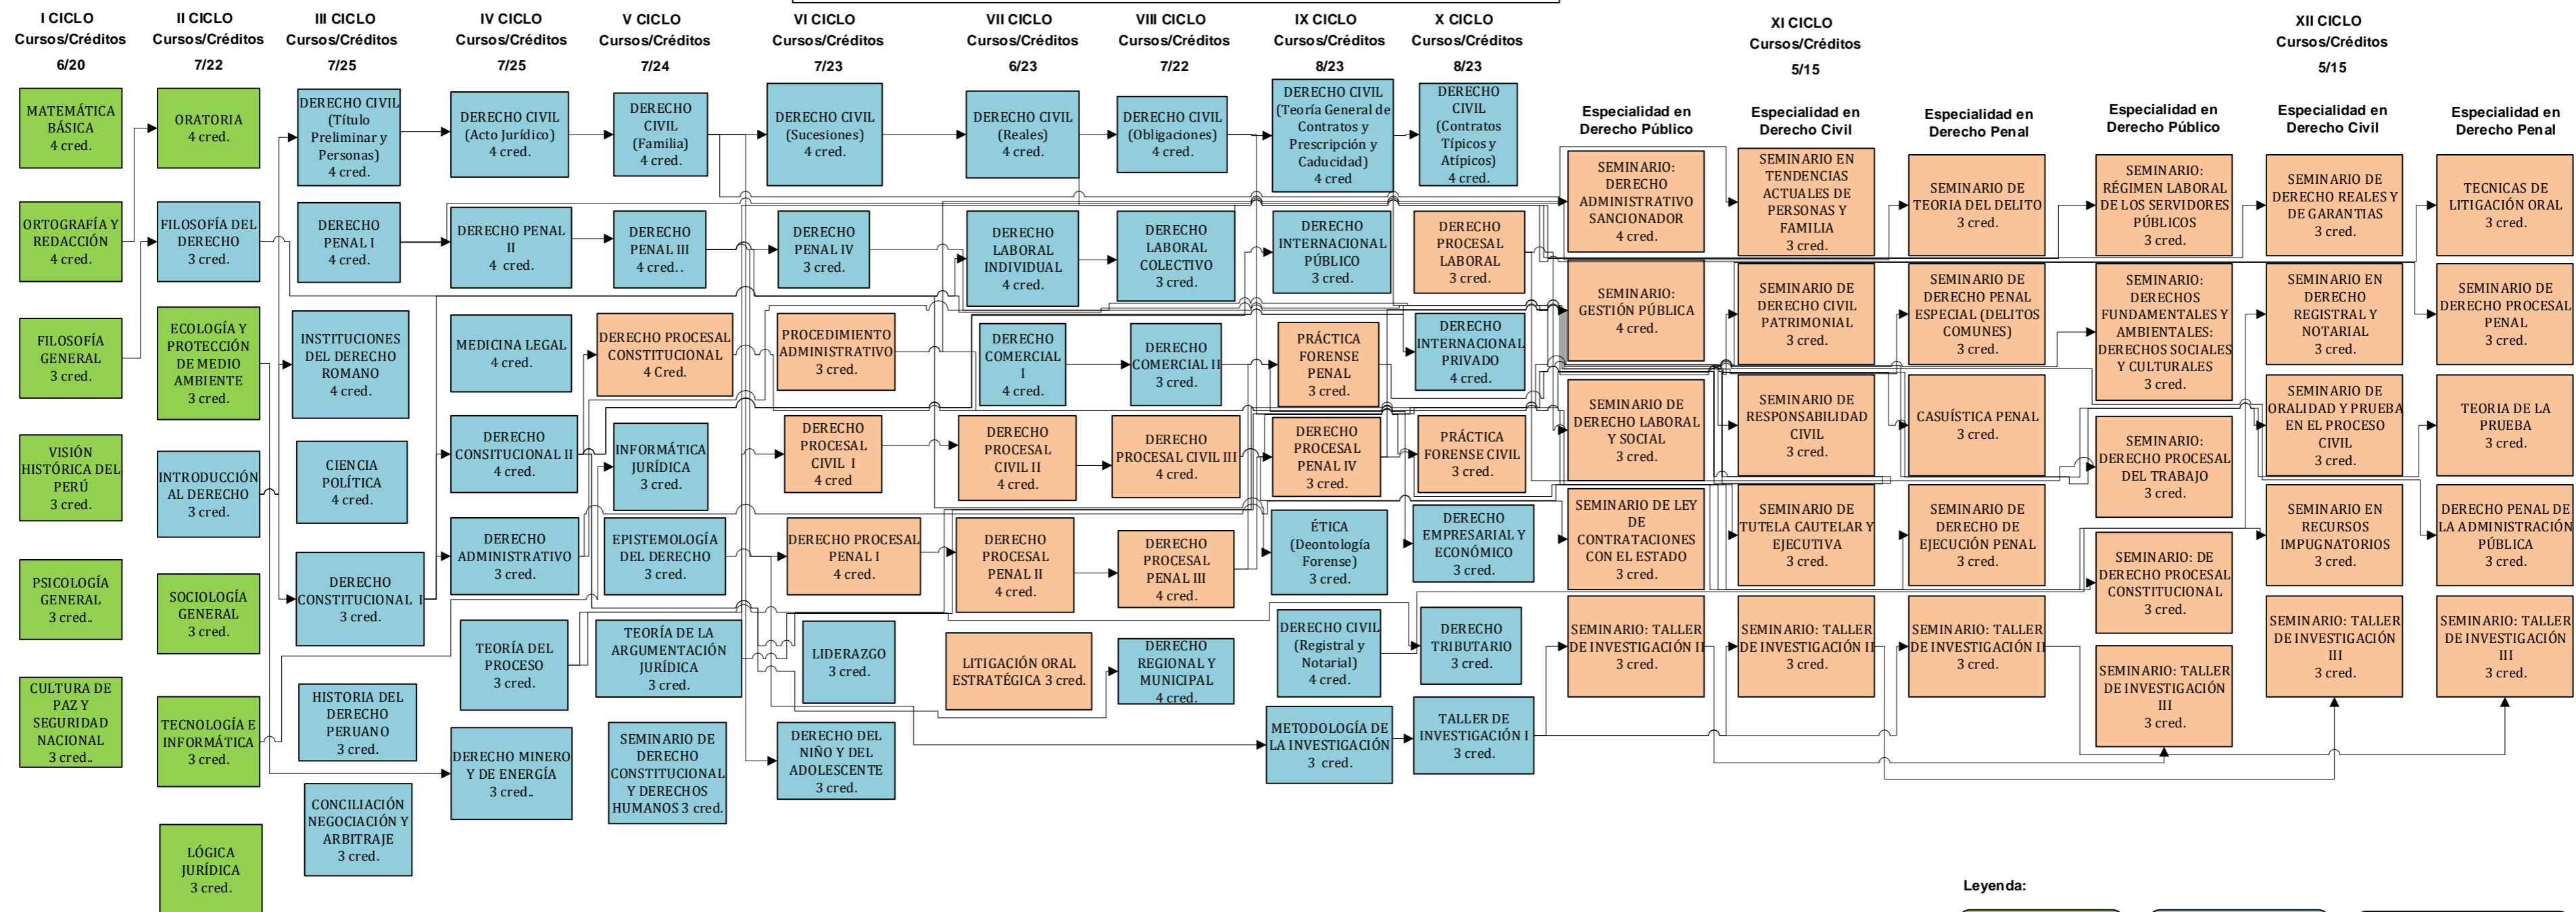 I CICLO
Cursos/Créditos
6/20
MATEMÁTICA
BÁSICA
4 cred.
ORTOGRAFÍA Y
REDACCIÓN
4 cred.
FILOSOFÍA
GENERAL
3 cred.
VISIÓN
HISTÓRICA DEL
PERÚ
3 cred.
PSICOLOGÍA
GENERAL
3 cred..
CULTURA DE
PAZ Y
SEGURIDAD
NACIONAL
3 cred..
II CICLO
Cursos/Créditos
7/22
ORATORIA
4 cred.
FILOSOFÍA DEL
DERECHO
3 cred.
ECOLOGÍA Y
PROTECCIÓN
DE MEDIO
AMBIENTE
3 cred.
INTRODUCCIÓN
AL DERECHO
3 cred.
SOCIOLOGÍA
GENERAL
3 cred.
TECNOLOGÍA E
INFORMÁTICA
3 cred.
LÓGICA
JURÍDICA
3 cred.
III CICLO
Cursos/Créditos
7/25
DERECHO CIVIL
(Título
Preliminar y
Personas)
4 cred.
DERECHO
PENAL I
4 cred.
INSTITUCIONES
DEL DERECHO
ROMANO
4 cred.
CIENCIA
POLÍTICA
4 cred.
DERECHO
CONSTITUCIONAL I
3 cred.
HISTORIA DEL
DERECHO
PERUANO
3 cred.
CONCILIACIÓN
NEGOCIACIÓN Y
ARBITRAJE
3 cred.
IV CICLO
Cursos/Créditos
7/25
DERECHO CIVIL
(Acto Jurídico)
4 cred.
DERECHO PENAL
II
4 cred.
MEDICINA LEGAL
4 cred.
DERECHO
CONSITUCIONAL II
4 cred.
DERECHO
ADMINISTRATIVO
3 cred.
TEORÍA DEL
PROCESO
3 cred.
DERECHO MINERO
Y DE ENERGÍA
3 cred..
V CICLO
Cursos/Créditos
7/24
DERECHO
CIVIL
(Familia)
4 cred.
DERECHO
PENAL III
4 cred. .
DERECHO PROCESAL
CONSTITUCIONAL
4 Cred.
INFORMÁTICA
JURÍDICA
3 cred.
EPISTEMOLOGÍA
DEL DERECHO
3 cred.
TEORÍA DE LA
ARGUMENTACIÓN
JURÍDICA
3 cred.
SEMINARIO DE
DERECHO
CONSTITUCIONAL
Y DERECHOS
HUMANOS 3 cred.
VI CICLO
Cursos/Créditos
7/23
DERECHO CIVIL
(Sucesiones)
4 cred.
DERECHO
PENAL IV
3 cred.
PROCEDIMIENTO
ADMINISTRATIVO
3 cred.
DERECHO
PROCESAL
CIVIL I
4 cred
DERECHO PROCESAL
PENAL I
4 cred.
LIDERAZGO
3 cred.
DERECHO DEL
NIÑO Y DEL
ADOLESCENTE
3 cred.
VII CICLO
Cursos/Créditos
6/23
DERECHO CIVIL
(Reales)
4 cred.
DERECHO
LABORAL
INDIVIDUAL
4 cred.
DERECHO
COMERCIAL
I
4 cred.
DERECHO
PROCESAL
CIVIL II
4 cred.
DERECHO
PROCESAL
PENAL II
4 cred.
LITIGACIÓN ORAL
ESTRATÉGICA 3 cred.
VIII CICLO
Cursos/Créditos
7/22
DERECHO CIVIL
(Obligaciones)
4 cred.
DERECHO
LABORAL
COLECTIVO
3 cred.
DERECHO
COMERCIAL II
3 cred.
DERECHO
PROCESAL CIVIL III
4 cred.
DERECHO
PROCESAL
PENAL III
4 cred.
DERECHO
REGIONAL Y
MUNICIPAL
4 cred.
IX CICLO
Cursos/Créditos
8/23
DERECHO CIVIL
(Teoría General de
Contratos y
Prescripción y
Caducidad)
4 cred
DERECHO
INTERNACIONAL
PÚBLICO
3 cred.
PRÁCTICA
FORENSE
PENAL
3 cred.
DERECHO
PROCESAL
PENAL IV
3 cred.
ÉTICA
(Deontología
Forense)
3 cred.
DERECHO CIVIL
(Registral y
Notarial)
4 cred.
METODOLOGÍA DE
LA INVESTIGACIÓN
3 cred.
X CICLO
Cursos/Créditos
8/23
DERECHO
CIVIL
(Contratos
Típicos y
Atípicos)
4 cred.
DERECHO
PROCESAL
LABORAL
3 cred.
DERECHO
INTERNACIONAL
PRIVADO
4 cred.
PRÁCTICA
FORENSE CIVIL
3 cred.
DERECHO
EMPRESARIAL Y
ECONÓMICO
3 cred.
DERECHO
TRIBUTARIO
3 cred.
TALLER DE
INVESTIGACIÓN I
3 cred.
XI CICLO
Cursos/Créditos
5/15
Especialidad en
Derecho Público
SEMINARIO:
DERECHO
ADMINISTRATIVO
SANCIONADOR
4 cred.
SEMINARIO:
GESTIÓN PÚBLICA
4 cred.
SEMINARIO DE
DERECHO LABORAL
Y SOCIAL
3 cred.
SEMINARIO DE LEY
DE
CONTRATACIONES
CON EL ESTADO
3 cred.
SEMINARIO: TALLER
DE INVESTIGACIÓN II
3 cred.
Especialidad en
Derecho Civil
SEMINARIO EN
TENDENCIAS
ACTUALES DE
PERSONAS Y
FAMILIA
3 cred.
SEMINARIO DE
DERECHO CIVIL
PATRIMONIAL
3 cred.
SEMINARIO DE
RESPONSABILIDAD
CIVIL
3 cred.
SEMINARIO DE
TUTELA CAUTELAR Y
EJECUTIVA
3 cred.
SEMINARIO: TALLER
DE INVESTIGACIÓN II
3 cred.
Especialidad en
Derecho Penal
SEMINARIO DE
TEORIA DEL DELITO
3 cred.
SEMINARIO DE
DERECHO PENAL
ESPECIAL (DELITOS
COMUNES)
3 cred.
CASUÍSTICA PENAL
3 cred.
SEMINARIO DE
DERECHO DE
EJECUCIÓN PENAL
3 cred.
SEMINARIO: TALLER
DE INVESTIGACIÓN II
3 cred.
XII CICLO
Cursos/Créditos
5/15
Especialidad en
Derecho Público
SEMINARIO:
RÉGIMEN LABORAL
DE LOS SERVIDORES
PÚBLICOS
3 cred.
SEMINARIO:
DERECHOS
FUNDAMENTALES Y
AMBIENTALES:
DERECHOS SOCIALES
Y CULTURALES
3 cred.
SEMINARIO:
DERECHO PROCESAL
DEL TRABAJO
3 cred.
SEMINARIO: DE
DERECHO PROCESAL
CONSTITUCIONAL
3 cred.
SEMINARIO: TALLER
DE INVESTIGACIÓN
III
3 cred.
Especialidad en
Derecho Civil
SEMINARIO DE
DERECHO REALES Y
DE GARANTIAS
3 cred.
SEMINARIO EN
DERECHO
REGISTRAL Y
NOTARIAL
3 cred.
SEMINARIO DE
ORALIDAD Y PRUEBA
EN EL PROCESO
CIVIL
3 cred.
SEMINARIO EN
RECURSOS
IMPUGNATORIOS
3 cred.
SEMINARIO: TALLER
DE INVESTIGACIÓN
III
3 cred.
Especialidad en
Derecho Penal
TECNICAS DE
LITIGACIÓN ORAL
3 cred.
SEMINARIO DE
DERECHO PROCESAL
PENAL
3 cred.
TEORIA DE LA
PRUEBA
3 cred.
DERECHO PENAL DE
LA ADMINISTRACIÓN
PÚBLICA
3 cred.
SEMINARIO: TALLER
DE INVESTIGACIÓN
III
3 cred.
Leyenda: